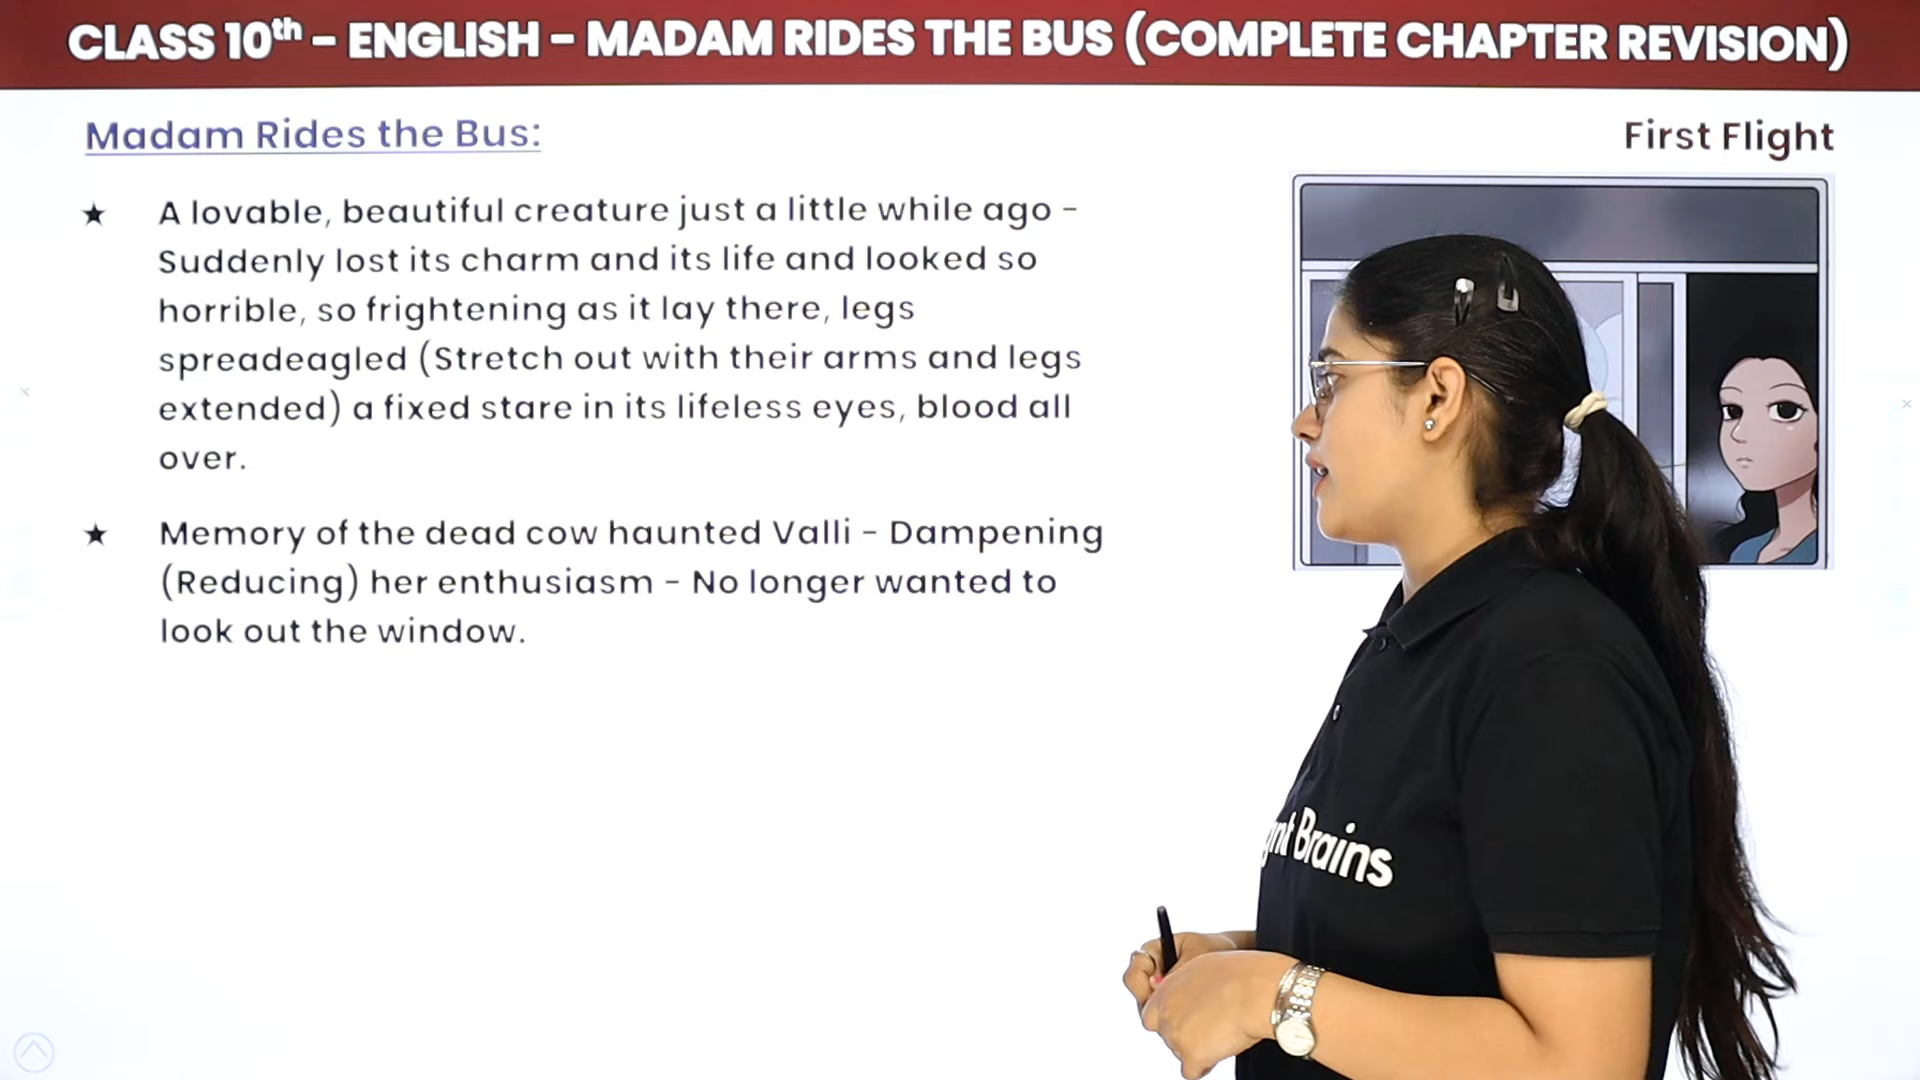 CLASS 10th - ENGLISH - MADAM RIDES THE BUS (COMPLETE CHAPTER REVISION)
Madam Rides the Bus:
First Flight
★ A lovable, beautiful creature just a little while ago -
Suddenly lost its charm and its life and looked so
horrible, so frightening as it lay there, legs
spreadeagled (Stretch out with their arms and legs
extended) a fixed stare in its lifeless eyes, blood all
over.
★ Memory of the dead cow haunted Valli - Dampening
(Reducing) her enthusiasm - No longer wanted to
look out the window.
Brains